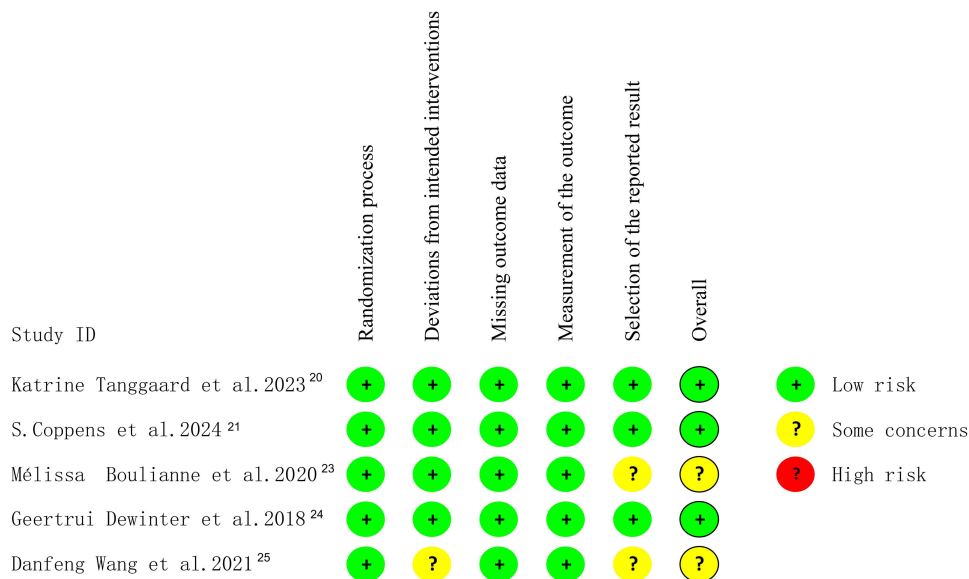 Randomization process
Deviations from intended interventions
Missing outcome data
Measurement of the outcome
Selection of the reported result
Overall
Study ID
Katrine Tanggaard et al.2023 20 + + + + + + + Low risk
S.Coppens et al.2024 21 + + + + + + ? Some concerns
Mélissa Boulianne et al.2020 23 + + + + ? ? ? High risk
Geertrui Dewinter et al.2018 24 + + + + + +
Danfeng Wang et al.2021 25 + ? + + ? ?